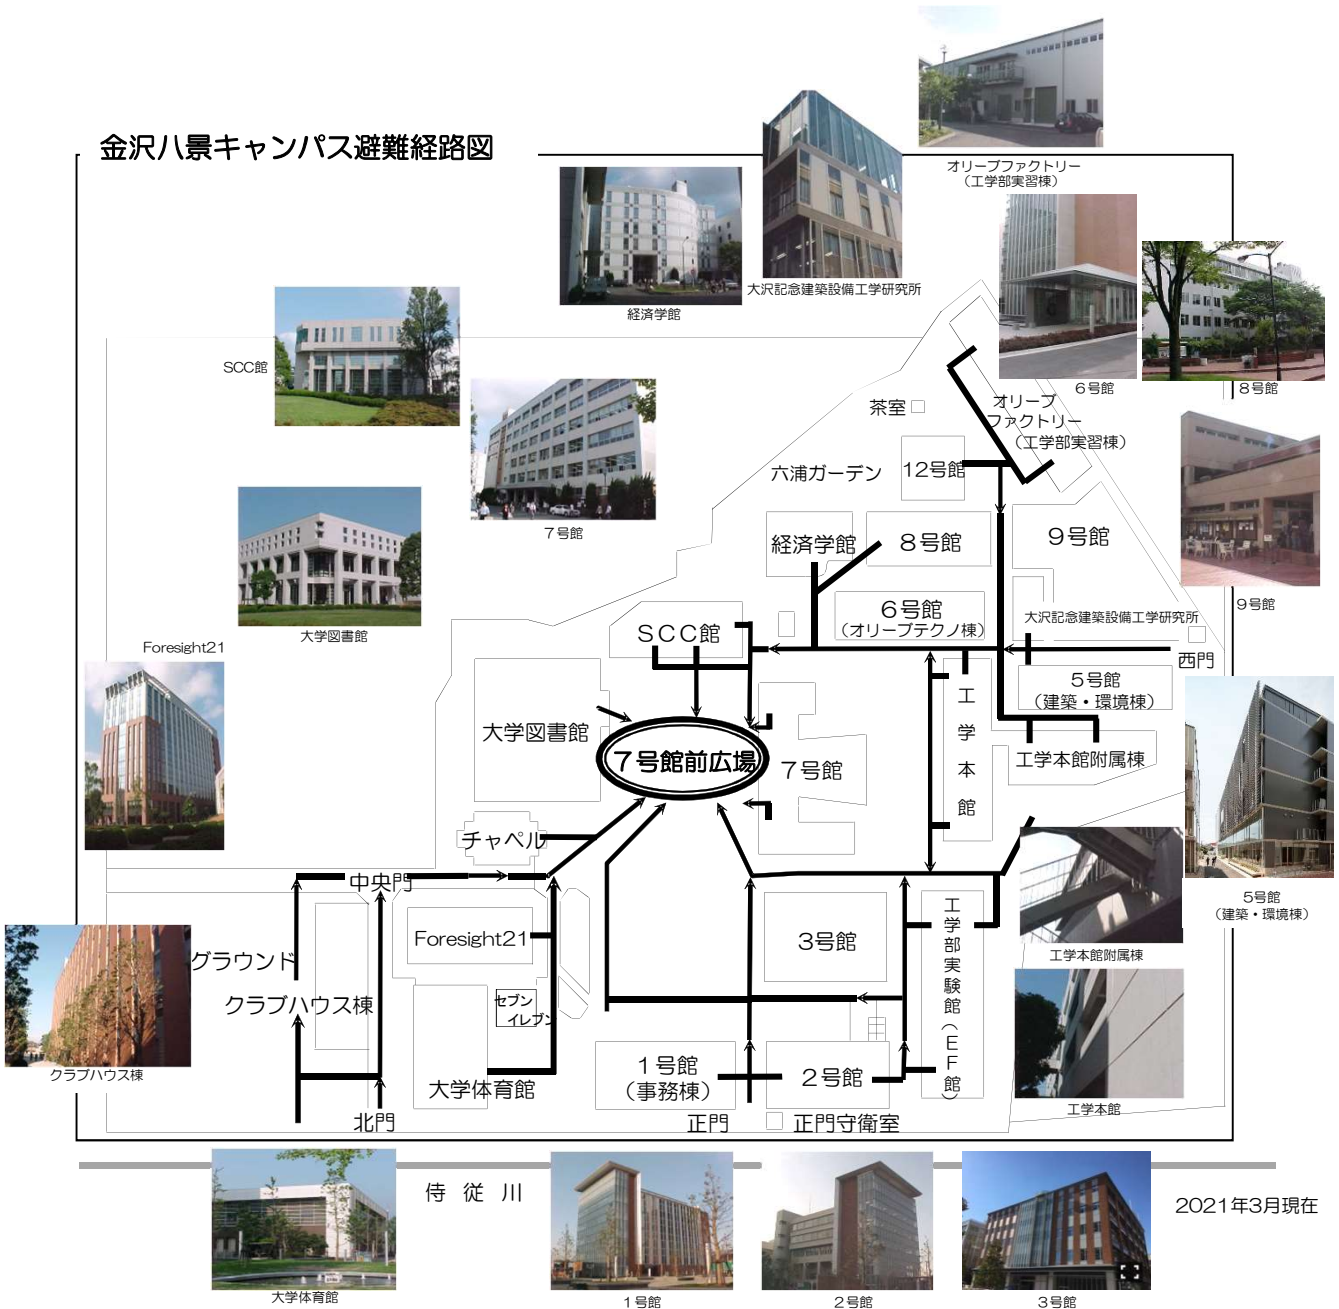 金沢八景キャンパス避難経路図
オリーブファクトリー
（工学部実習棟）
大沢記念建築設備工学研究所
経済学館
SCC館
6号館
8号館
7号館
オリーブ
ファクトリー
（工学部実習棟）
茶室
六浦ガーデン
12号館
経済学館
8号館
9号館
大学図書館
9号館
6号館
（オリーブテクノ棟）
大沢記念建築設備工学研究所
SCC館
西門
Foresight21
5号館
（建築・環境棟）
工学本館
大学図書館
7号館前広場
7号館
工学本館附属棟
チャペル
中央門
5号館
（建築・環境棟）
Foresight21
3号館
工学部実験館（EF館）
工学本館附属棟
グラウンド
クラブハウス棟
セブン
イレブン
クラブハウス棟
大学体育館
1号館
（事務棟）
2号館
工学本館
北門
正門
正門守衛室
侍従川
2021年3月現在
大学体育館
1号館
2号館
3号館